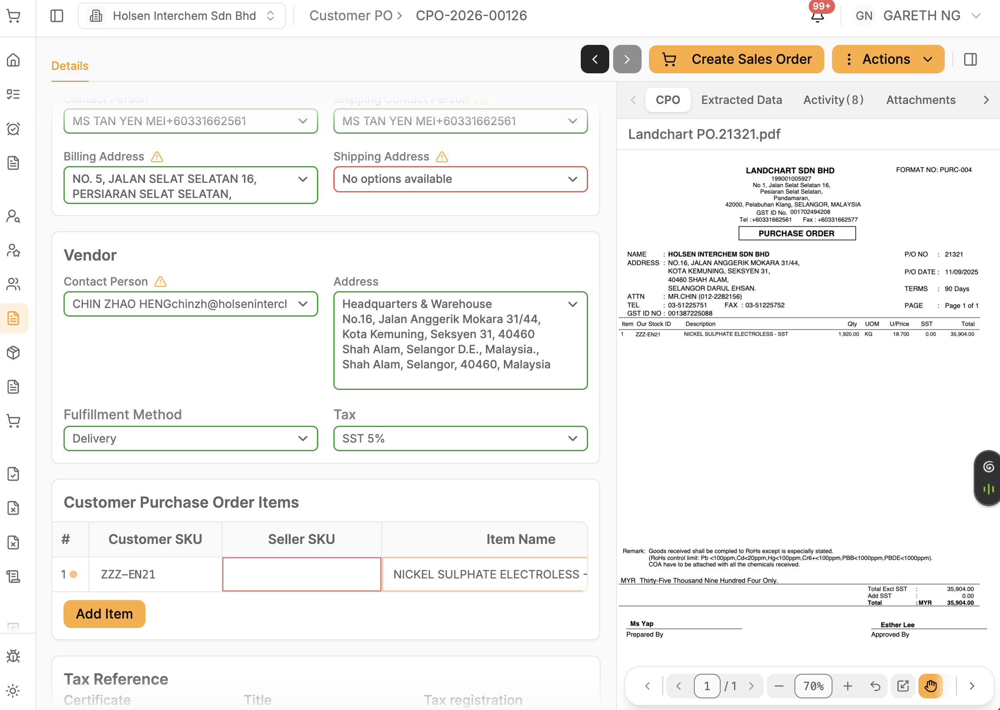 Holsen Interchem Sdn Bhd
Customer PO > CPO-2026-00126
99+
GN GARETH NG
Details
Create Sales Order
Actions
Contact Person
Shipping Contact Person
MS TAN YEN MEI+60331662561
MS TAN YEN MEI+60331662561
Billing Address
Shipping Address
NO. 5, JALAN SELAT SELATAN 16,
PERSIARAN SELAT SELATAN,
No options available
Vendor
Contact Person
Address
CHIN ZHAO HENGchinzh@holseninterch
Headquarters & Warehouse
No.16, Jalan Anggerik Mokara 31/44,
Kota Kemuning, Seksyen 31, 40460
Shah Alam, Selangor D.E., Malaysia.,
Shah Alam, Selangor, 40460, Malaysia
Fulfillment Method
Tax
Delivery
SST 5%
Customer Purchase Order Items
# Customer SKU Seller SKU Item Name
1 ZZZ-EN21 NICKEL SULPHATE ELECTROLESS -
Add Item
Tax Reference
Certificate Title Tax registration
CPO Extracted Data Activity(8) Attachments
Landchart PO.21321.pdf
LANDCHART SDN BHD
FORMAT NO: PURC-004
199001005927
No 1, Jalan Selat Selatan 16,
Pesiaran Selat Selatan,
Pandamaran,
42000, Pelabuhan Klang, SELANGOR, MALAYSIA
GST ID No. 001702494208
Tel :+60331662561 Fax : +60331662577
PURCHASE ORDER
NAME : HOLSEN INTERCHEM SDN BHD
ADDRESS : NO.16, JALAN ANGGERIK MOKARA 31/44,
KOTA KEMUNING, SEKSYEN 31,
40460 SHAH ALAM,
SELANGOR DARUL EHSAN.
ATTN : MR.CHIN (012-2282156)
TEL : 03-51225751 FAX : 03-51225752
GST ID NO : 001387225088
P/O NO : 21321
P/O DATE : 11/09/2025
TERMS : 90 Days
PAGE : Page 1 of 1
Item Our Stock ID Description Qty UOM U/Price SST Total
1 ZZZ-EN21 NICKEL SULPHATE ELECTROLESS - SST 1,920.00 KG 18.700 0.00 35,904.00
Remark: Goods received shall be compled to RoHs except is especially stated.
(RoHs control limit: Pb <100ppm,Cd<20ppm,Hg<100ppm,Cr6+<100ppm,PBB<1000ppm,PBDE<1000ppm).
COA have to be attached with all the chemicals received.
MYR Thirty-Five Thousand Nine Hundred Four Only.
Total Excl SST : 35,904.00
Add SST : 0.00
Total : MYR 35,904.00
Ms Yap
Prepared By
Esther Lee
Approved By
1 / 1
70%